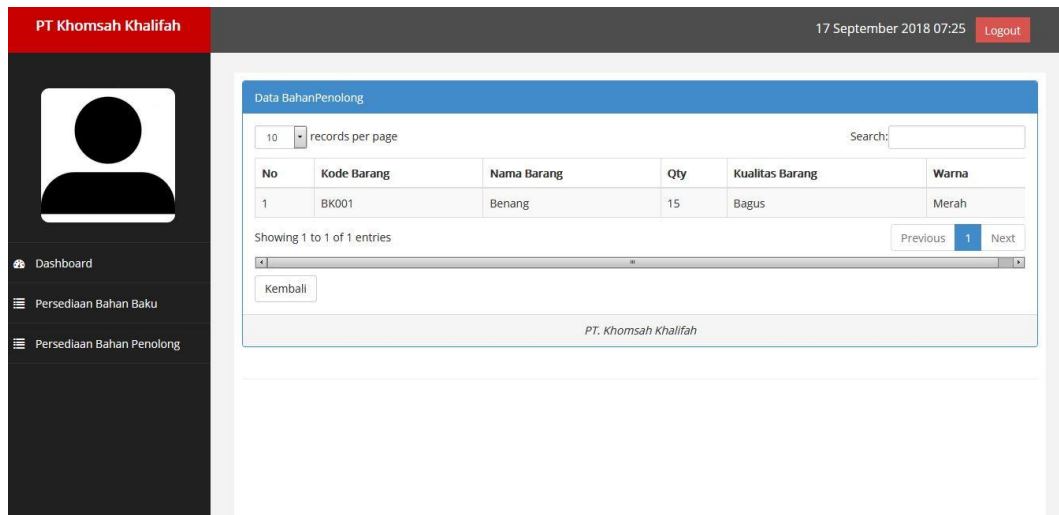 PT Khomsah Khalifah
17 September 2018 07:25 Logout
Dashboard
Persediaan Bahan Baku
Persediaan Bahan Penolong
Data BahanPenolong
10 records per page Search:
No Kode Barang Nama Barang Qty Kualitas Barang Warna
1 BK001 Benang 15 Bagus Merah
Showing 1 to 1 of 1 entries Previous 1 Next
Kembali
PT. Khomsah Khalifah